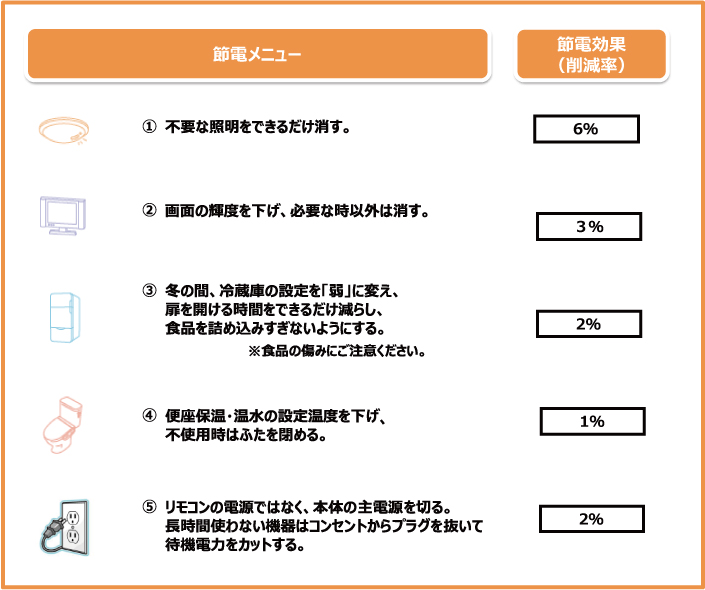 節電メニュー
節電効果
（削減率）
① 不要な照明をできるだけ消す。
6%
② 画面の輝度を下げ、必要な時以外は消す。
３%
③ 冬の間、冷蔵庫の設定を「弱」に変え、
扉を開ける時間をできるだけ減らし、
食品を詰め込みすぎないようにする。
※食品の傷みにご注意ください。
2%
④ 便座保温・温水の設定温度を下げ、
不使用時はふたを閉める。
1%
⑤ リモコンの電源ではなく、本体の主電源を切る。
長時間使わない機器はコンセントからプラグを抜いて
待機電力をカットする。
2%